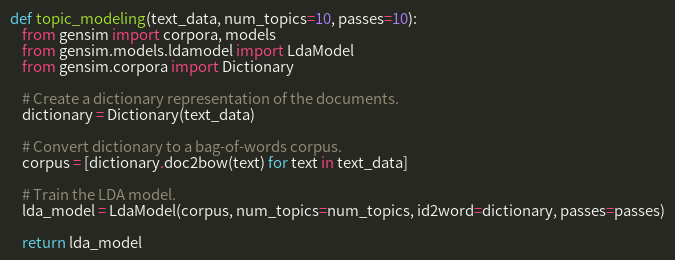 def topic_modeling(text_data, num_topics=10, passes=10):
from gensim import corpora, models
from gensim.models.ldamodel import LdaModel
from gensim.corpora import Dictionary
# Create a dictionary representation of the documents.
dictionary = Dictionary(text_data)
# Convert dictionary to a bag-of-words corpus.
corpus = [dictionary.doc2bow(text) for text in text_data]
# Train the LDA model.
lda_model = LdaModel(corpus, num_topics=num_topics, id2word=dictionary, passes=passes)
return lda_model